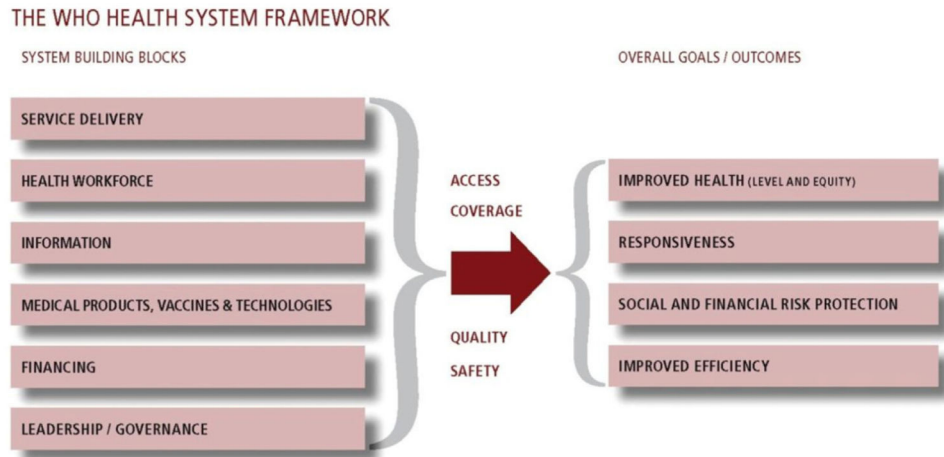 THE WHO HEALTH SYSTEM FRAMEWORK
SYSTEM BUILDING BLOCKS
OVERALL GOALS / OUTCOMES
SERVICE DELIVERY
HEALTH WORKFORCE
INFORMATION
MEDICAL PRODUCTS, VACCINES & TECHNOLOGIES
FINANCING
LEADERSHIP / GOVERNANCE
ACCESS
COVERAGE
QUALITY
SAFETY
IMPROVED HEALTH (LEVEL AND EQUITY)
RESPONSIVENESS
SOCIAL AND FINANCIAL RISK PROTECTION
IMPROVED EFFICIENCY